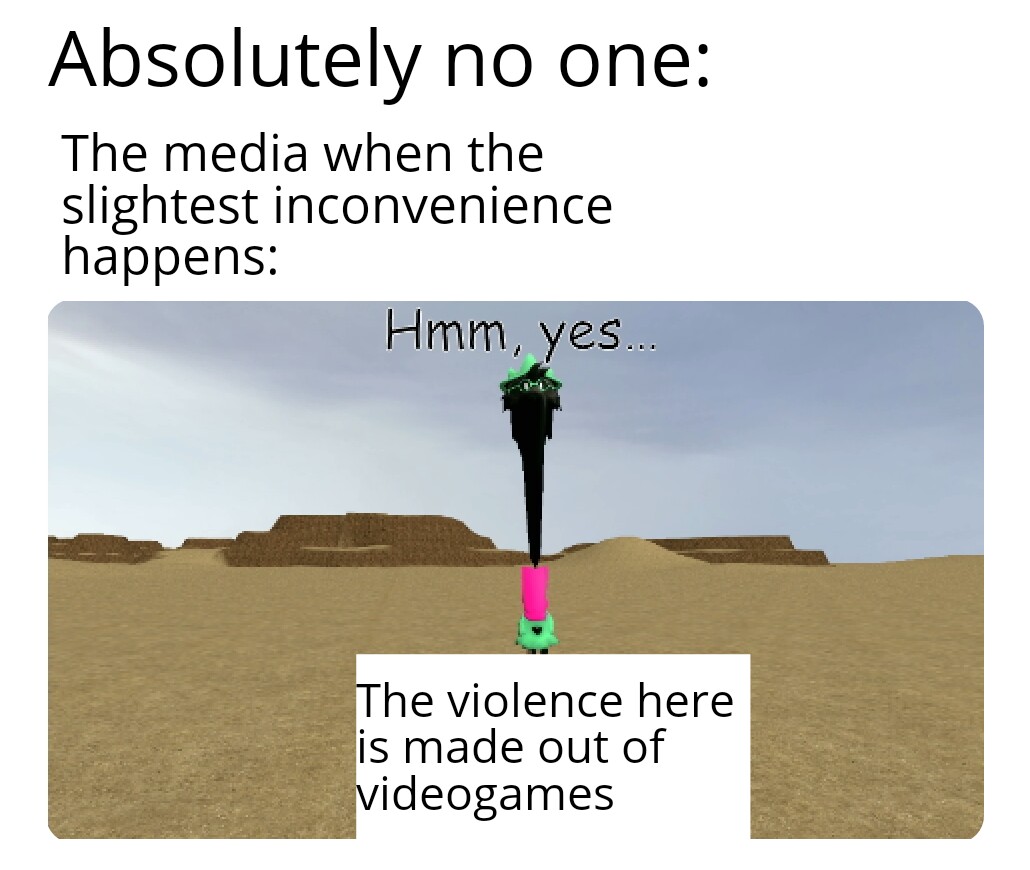 Absolutely no one:
The media when the
slightest inconvenience
happens:
Hmm, yes...
The violence here
is made out of
videogames